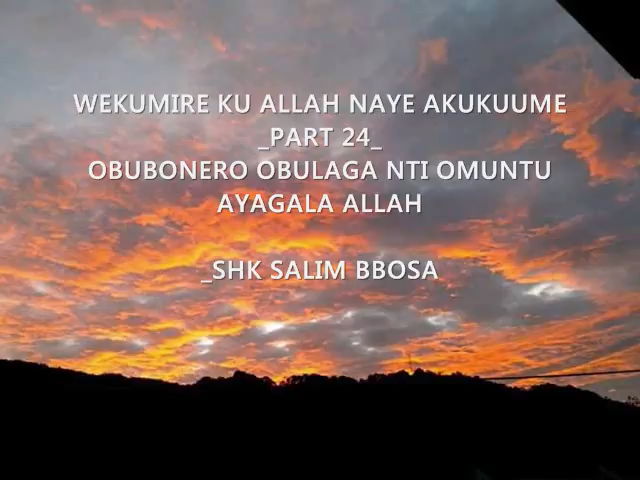 WEKUMIRE KU ALLAH NAYE AKUKUUME
_PART 24_
OBUBONERO OBULAGA NTI OMUNTU
AYAGALA ALLAH
_SHK SALIM BBOSA